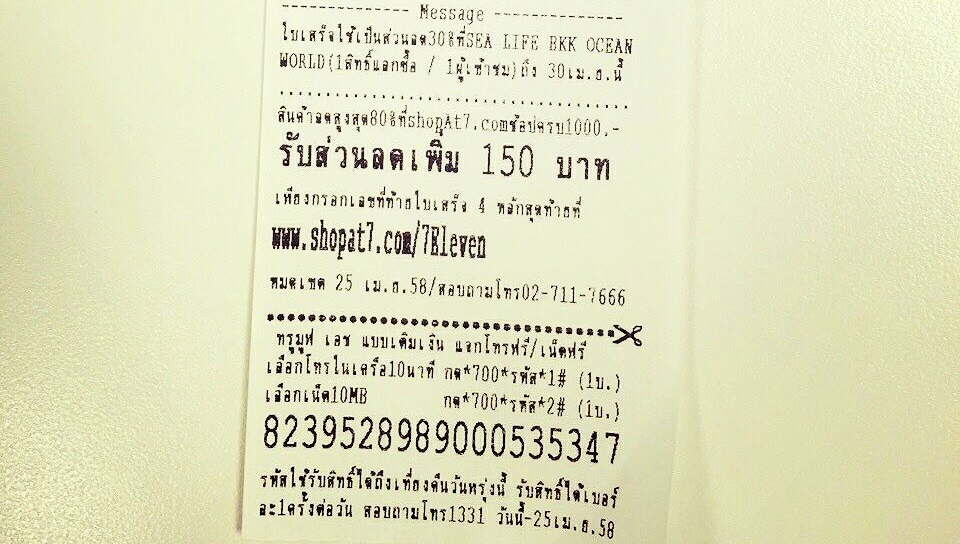 ------------- Message -------------
ใบเสร็จใช้เป็นส่วนลด30%ที่SEA LIFE BKK OCEAN
WORLD(1สิทธิ์แลกซื้อ / 1ผู้เข้าชม)ถึง 30เม.ย.นี้
......................................
สินค้าลดสูงสุด80%ที่shopAt7.comช้อปครบ1000.-
รับส่วนลดเพิ่ม 150 บาท
เพียงกรอกเลขที่ท้ายใบเสร็จ 4 หลักสุดท้ายที่
www.shopat7.com/7Eleven
หมดเขต 25 เม.ย.58/สอบถามโทร02-711-7666
ทรูมูฟ เอช แบบเติมเงิน แจกโทรฟรี/เน็ตฟรี
เลือกโทรในเครือ10นาที กด*700*รหัส*1# (1บ.)
เลือกเน็ต10MB กด*700*รหัส*2# (1บ.)
8239528989000535347
รหัสใช้รับสิทธิ์ได้ถึงเที่ยงคืนวันพรุ่งนี้ รับสิทธิ์ได้เบอร์
ละ1ครั้งต่อวัน สอบถามโทร1331 วันนี้-25เม.ย.58